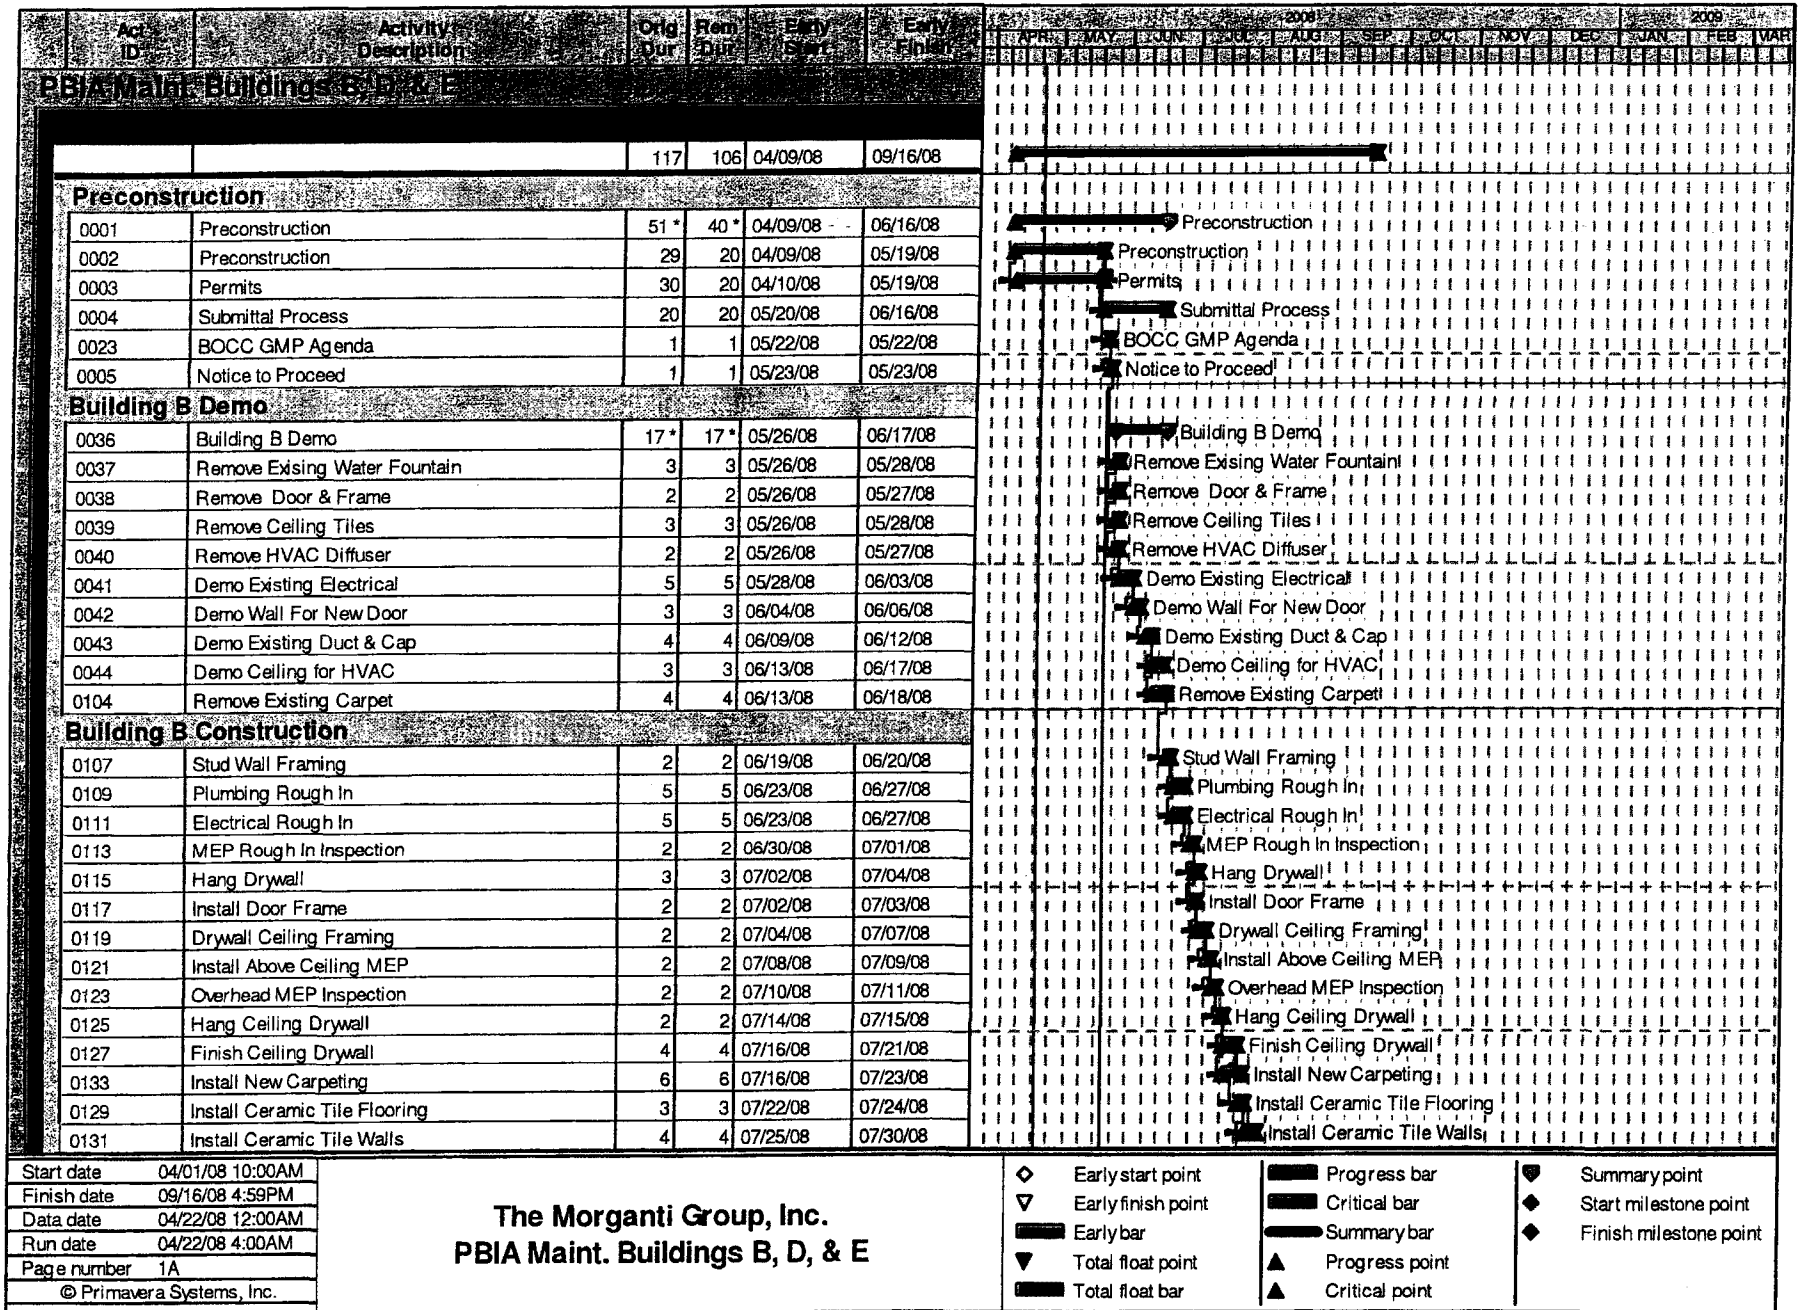 Act ID Activity Description Orig Dur Rem Dur Early Start Early Finish
2008 2009
APR MAY JUN JUL AUG SEP OCT NOV DEC JAN FEB MAR
PBIA Maint. Buildings B, D, & E
117 106 04/09/08 09/16/08
Preconstruction
0001 Preconstruction 51 * 40 * 04/09/08 06/16/08 Preconstruction
0002 Preconstruction 29 20 04/09/08 05/19/08 Preconstruction
0003 Permits 30 20 04/10/08 05/19/08 Permits
0004 Submittal Process 20 20 05/20/08 06/16/08 Submittal Process
0023 BOCC GMP Agenda 1 1 05/22/08 05/22/08 BOCC GMP Agenda
0005 Notice to Proceed 1 1 05/23/08 05/23/08 Notice to Proceed
Building B Demo
0036 Building B Demo 17 * 17 * 05/26/08 06/17/08 Building B Demo
0037 Remove Exising Water Fountain 3 3 05/26/08 05/28/08 Remove Exising Water Fountain
0038 Remove Door & Frame 2 2 05/26/08 05/27/08 Remove Door & Frame
0039 Remove Ceiling Tiles 3 3 05/26/08 05/28/08 Remove Ceiling Tiles
0040 Remove HVAC Diffuser 2 2 05/26/08 05/27/08 Remove HVAC Diffuser
0041 Demo Existing Electrical 5 5 05/28/08 06/03/08 Demo Existing Electrical
0042 Demo Wall For New Door 3 3 06/04/08 06/06/08 Demo Wall For New Door
0043 Demo Existing Duct & Cap 4 4 06/09/08 06/12/08 Demo Existing Duct & Cap
0044 Demo Ceiling for HVAC 3 3 06/13/08 06/17/08 Demo Ceiling for HVAC
0104 Remove Existing Carpet 4 4 06/13/08 06/18/08 Remove Existing Carpet
Building B Construction
0107 Stud Wall Framing 2 2 06/19/08 06/20/08 Stud Wall Framing
0109 Plumbing Rough In 5 5 06/23/08 06/27/08 Plumbing Rough In
0111 Electrical Rough In 5 5 06/23/08 06/27/08 Electrical Rough In
0113 MEP Rough In Inspection 2 2 06/30/08 07/01/08 MEP Rough In Inspection
0115 Hang Drywall 3 3 07/02/08 07/04/08 Hang Drywall
0117 Install Door Frame 2 2 07/02/08 07/03/08 Install Door Frame
0119 Drywall Ceiling Framing 2 2 07/04/08 07/07/08 Drywall Ceiling Framing
0121 Install Above Ceiling MEP 2 2 07/08/08 07/09/08 Install Above Ceiling MEP
0123 Overhead MEP Inspection 2 2 07/10/08 07/11/08 Overhead MEP Inspection
0125 Hang Ceiling Drywall 2 2 07/14/08 07/15/08 Hang Ceiling Drywall
0127 Finish Ceiling Drywall 4 4 07/16/08 07/21/08 Finish Ceiling Drywall
0133 Install New Carpeting 6 6 07/16/08 07/23/08 Install New Carpeting
0129 Install Ceramic Tile Flooring 3 3 07/22/08 07/24/08 Install Ceramic Tile Flooring
0131 Install Ceramic Tile Walls 4 4 07/25/08 07/30/08 Install Ceramic Tile Walls
Start date 04/01/08 10:00AM
Finish date 09/16/08 4:59PM
Data date 04/22/08 12:00AM
Run date 04/22/08 4:00AM
Page number 1A
© Primavera Systems, Inc.
The Morganti Group, Inc.
PBIA Maint. Buildings B, D, & E
Early start point
Early finish point
Early bar
Total float point
Total float bar
Progress bar
Critical bar
Summary bar
Progress point
Critical point
Summary point
Start milestone point
Finish milestone point